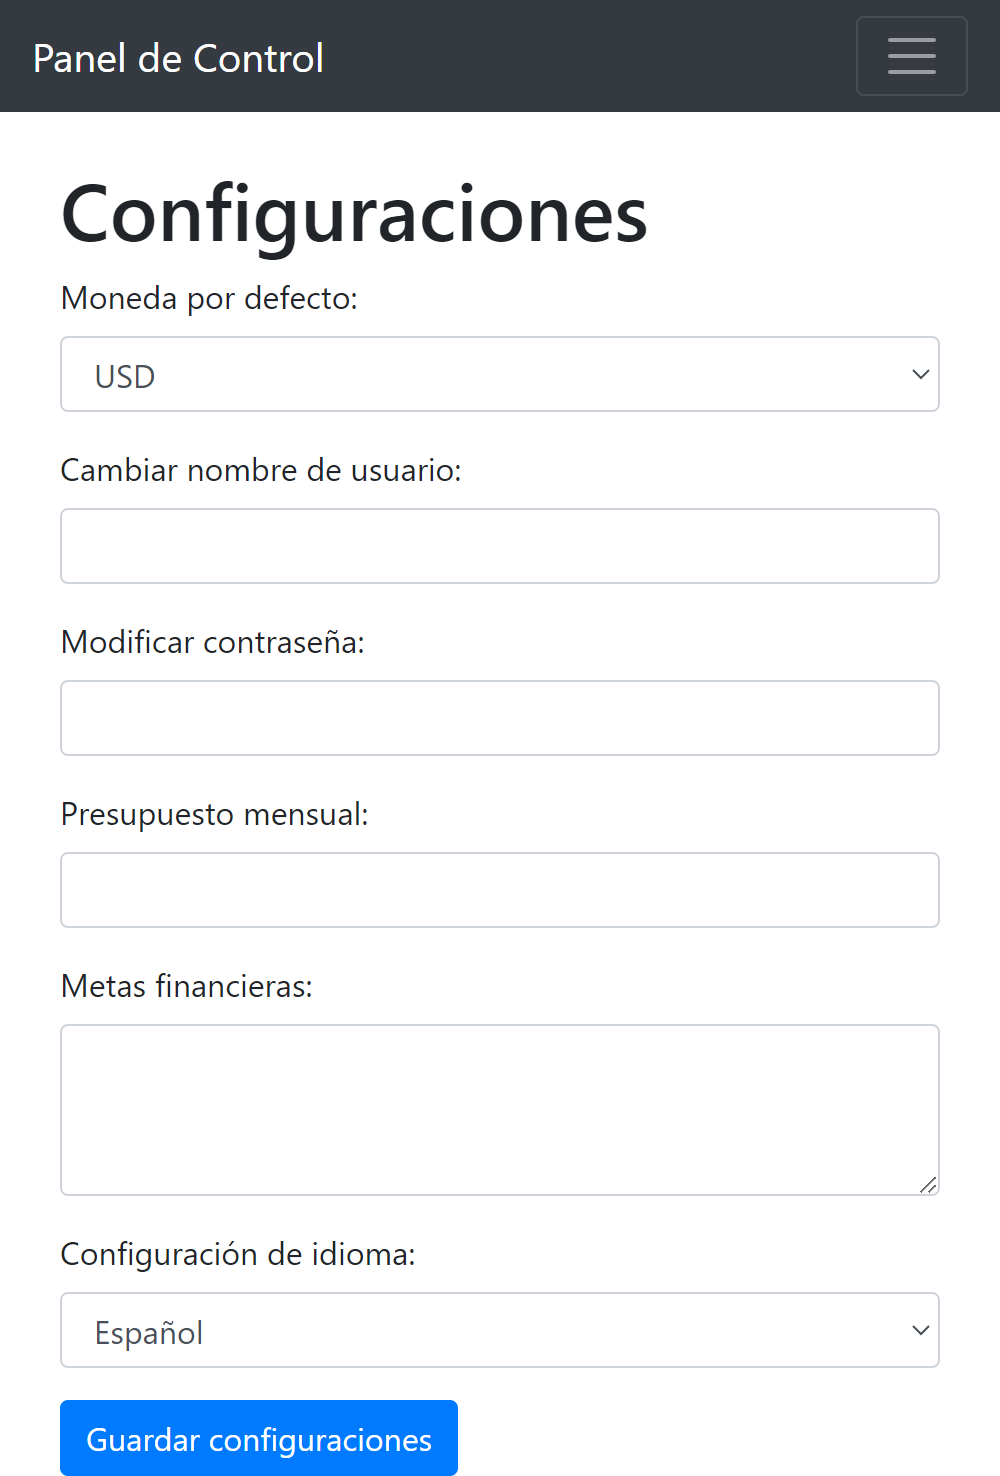 Panel de Control
Configuraciones
Moneda por defecto:
USD
Cambiar nombre de usuario:
Modificar contraseña:
Presupuesto mensual:
Metas financieras:
Configuración de idioma:
Español
Guardar configuraciones